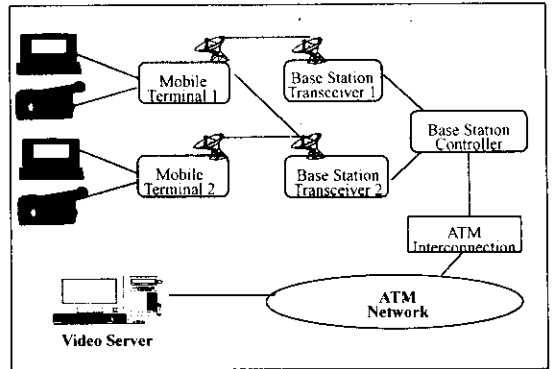 Mobile
Terminal 1
Base Station
Transceiver 1
Base Station
Controller
Mobile
Terminal 2
Base Station
Transceiver 2
ATM
Interconnection
ATM
Network
Video Server